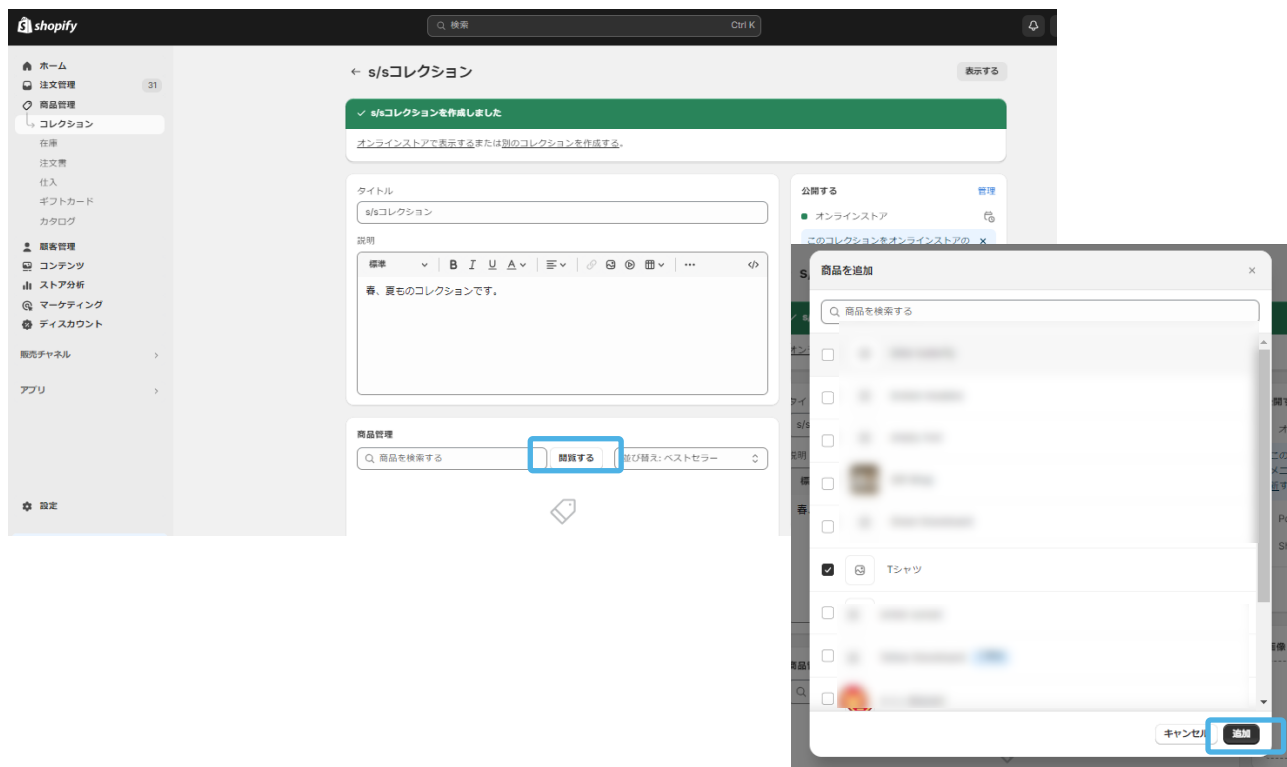 shopify
検索
Ctrl K
ホーム
注文管理
31
商品管理
コレクション
在庫
注文書
仕入
ギフトカード
カタログ
顧客管理
コンテンツ
ストア分析
マーケティング
ディスカウント
販売チャネル
アプリ
設定
s/sコレクション
表示する
s/sコレクションを作成しました
オンラインストアで表示するまたは別のコレクションを作成する。
タイトル
s/sコレクション
説明
標準
B I U A
春、夏ものコレクションです。
商品管理
商品を検索する
閲覧する
並び替え: ベストセラー
公開する
管理
オンラインストア
このコレクションをオンラインストアの
商品を追加
商品を検索する
Tシャツ
キャンセル
追加